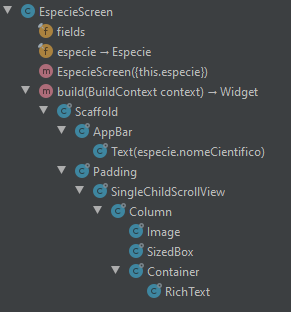 EspecieScreen
fields
especie → Especie
EspecieScreen({this.especie})
build(BuildContext context) → Widget
Scaffold
AppBar
Text(especie.nomeCientifico)
Padding
SingleChildScrollView
Column
Image
SizedBox
Container
RichText